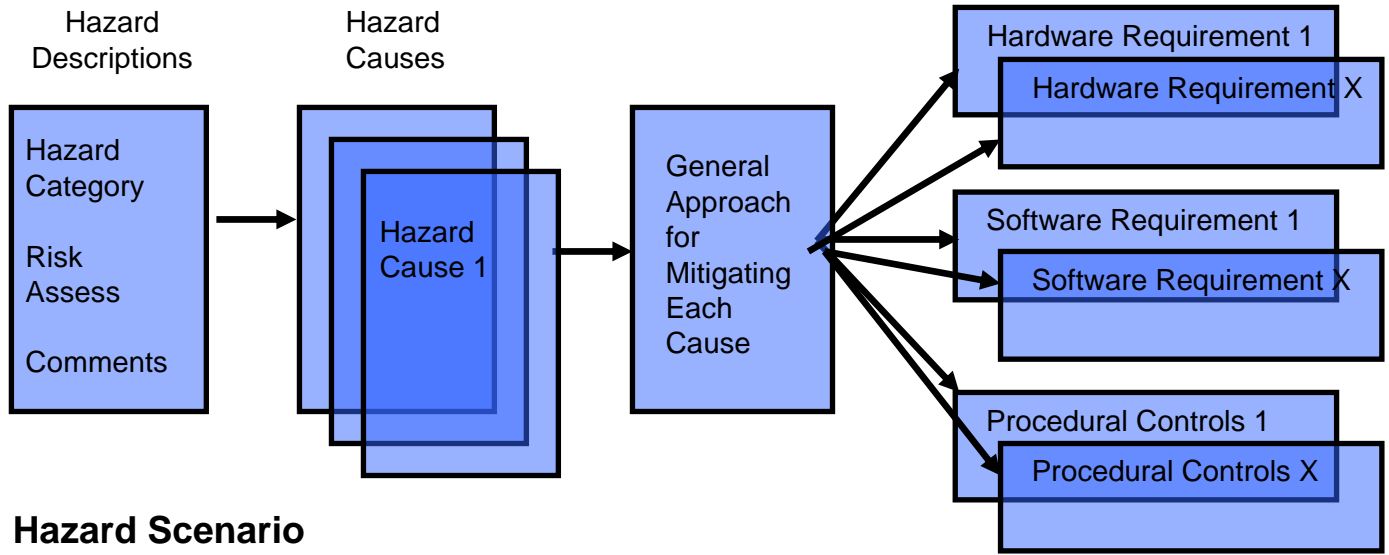 Hazard
Descriptions
Hazard
Causes
Hazard
Category
Risk
Assess
Comments
Hazard
Cause 1
General
Approach
for
Mitigating
Each
Cause
Hardware Requirement 1
Hardware Requirement X
Software Requirement 1
Software Requirement X
Procedural Controls 1
Procedural Controls X
Hazard Scenario